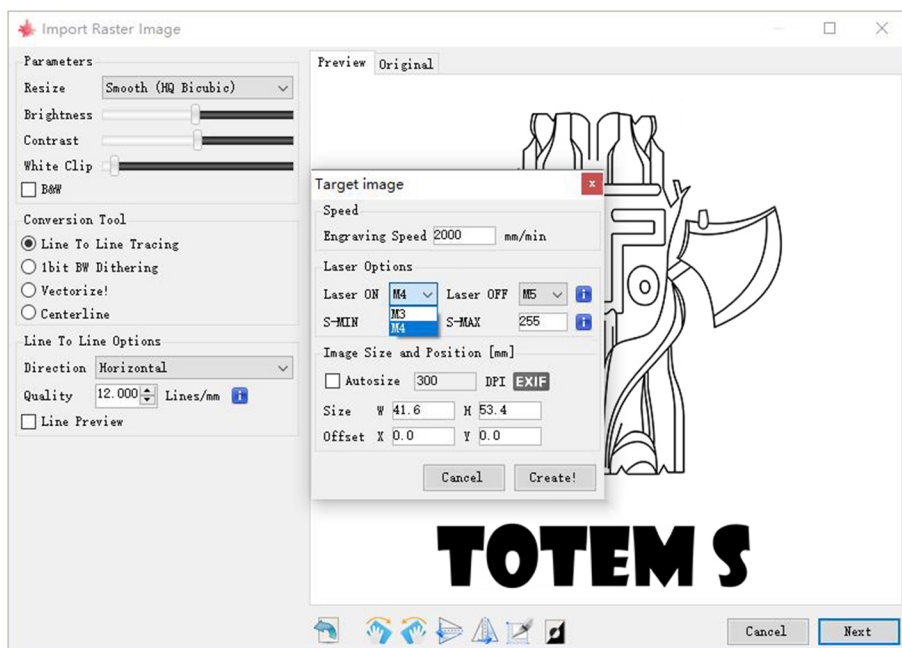 Import Raster Image
Parameters
Resize Smooth (HQ Bicubic)
Brightness
Contrast
White Clip
B&W
Conversion Tool
Line To Line Tracing
1bit BW Dithering
Vectorize!
Centerline
Line To Line Options
Direction Horizontal
Quality 12.000 Lines/mm
Line Preview
Preview Original
Target image
Speed
Engraving Speed 2000 mm/min
Laser Options
Laser ON M4 Laser OFF M5
M3
M4
S-MIN S-MAX 255
Image Size and Position [mm]
Autosize 300 DPI EXIF
Size W 41.6 H 53.4
Offset X 0.0 Y 0.0
Cancel Create!
TOTEM S
Cancel Next